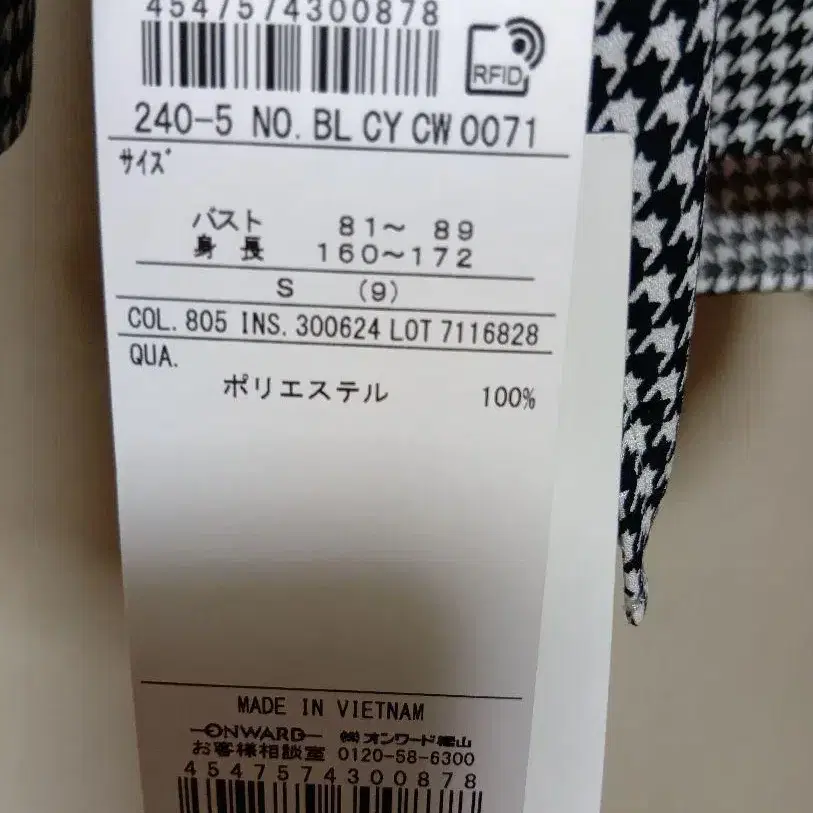 4547574300878
RFID
240-5 NO. BL CY CW 0071
サイズ
バスト 81～ 89
身長 160～172
S (9)
COL. 805 INS. 300624 LOT 7116828
QUA.
ポリエステル 100%
MADE IN VIETNAM
ONWARD ㈱オンワード樫山
お客様相談室 0120-58-6300
4547574300878